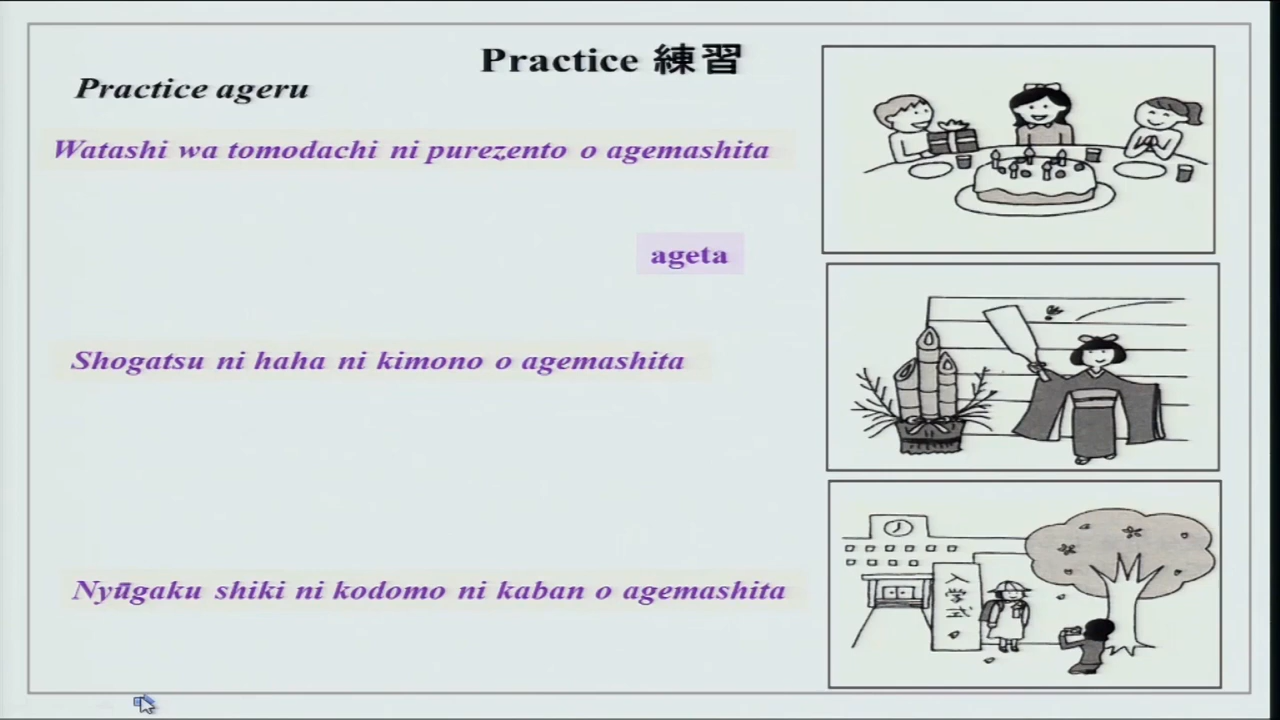 Practice 練習
Practice ageru
Watashi wa tomodachi ni purezento o agemashita
ageta
Shogatsu ni haha ni kimono o agemashita
Nyūgaku shiki ni kodomo ni kaban o agemashita
入学式